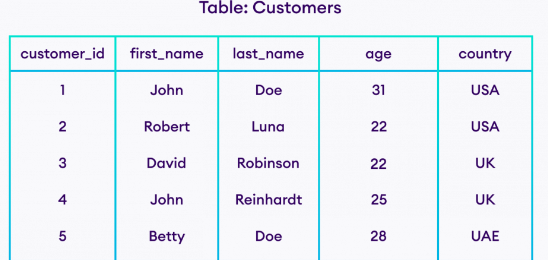 Table: Customers
customer_id first_name last_name age country
1 John Doe 31 USA
2 Robert Luna 22 USA
3 David Robinson 22 UK
4 John Reinhardt 25 UK
5 Betty Doe 28 UAE